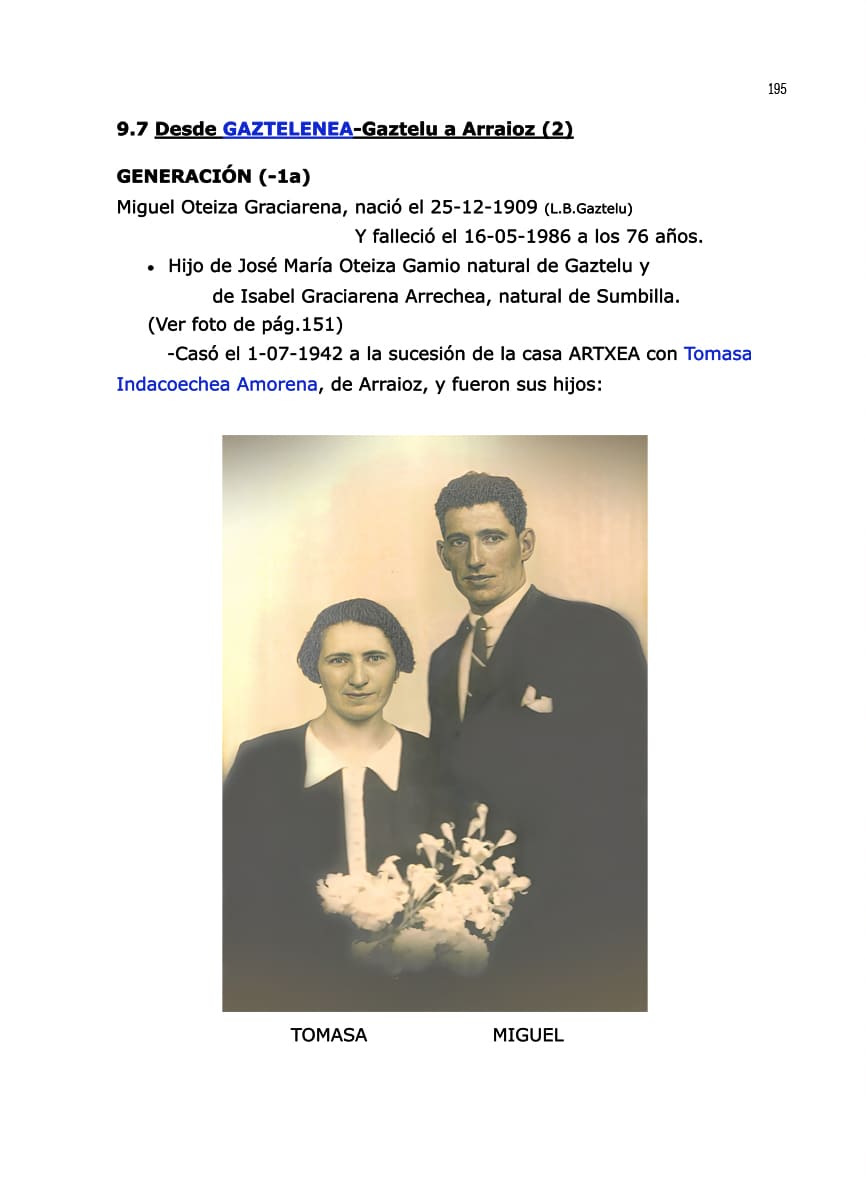 195
9.7 Desde GAZTELENEA-Gaztelu a Arraioz (2)
GENERACIÓN (-1a)
Miguel Oteiza Graciarena, nació el 25-12-1909 (L.B.Gaztelu)
Y falleció el 16-05-1986 a los 76 años.
• Hijo de José María Oteiza Gamio natural de Gaztelu y
de Isabel Graciarena Arrechea, natural de Sumbilla.
(Ver foto de pág.151)
-Casó el 1-07-1942 a la sucesión de la casa ARTXEA con Tomasa
Indacoechea Amorena, de Arraioz, y fueron sus hijos:
TOMASA MIGUEL